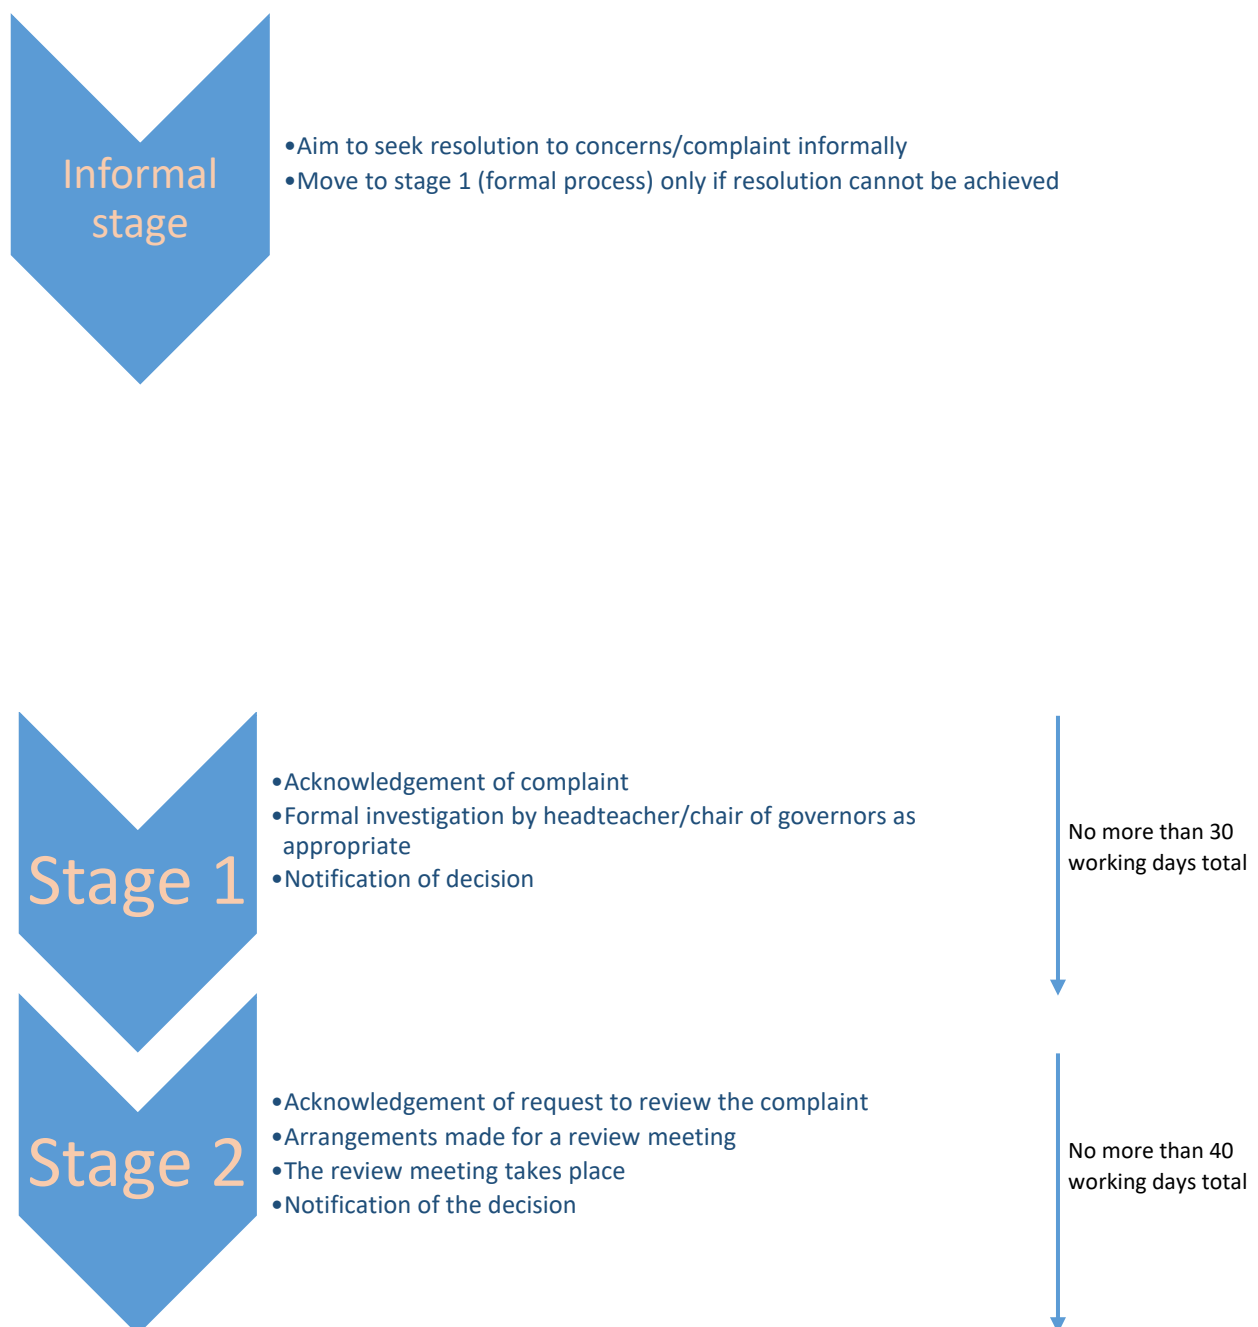 Informal
stage
•Aim to seek resolution to concerns/complaint informally
•Move to stage 1 (formal process) only if resolution cannot be achieved
Stage 1
•Acknowledgement of complaint
•Formal investigation by headteacher/chair of governors as
appropriate
•Notification of decision
No more than 30
working days total
Stage 2
•Acknowledgement of request to review the complaint
•Arrangements made for a review meeting
•The review meeting takes place
•Notification of the decision
No more than 40
working days total